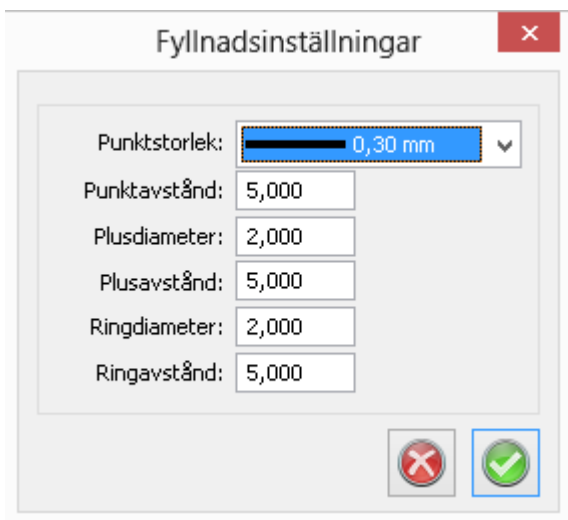 Fyllnadsinställningar
Punktstorlek: 0,30 mm
Punktavstånd: 5,000
Plusdiameter: 2,000
Plusavstånd: 5,000
Ringdiameter: 2,000
Ringavstånd: 5,000